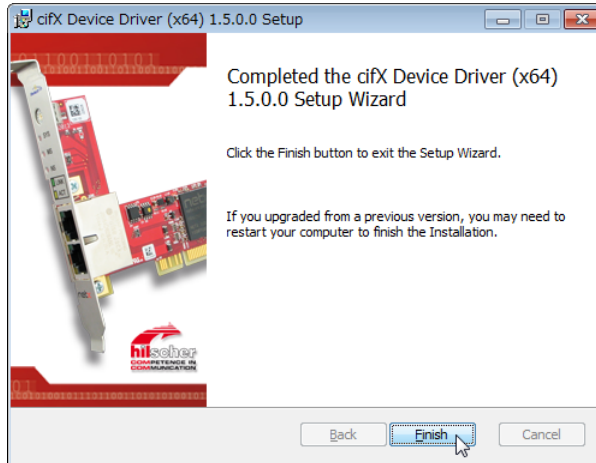 cifX Device Driver (x64) 1.5.0.0 Setup
Completed the cifX Device Driver (x64)
1.5.0.0 Setup Wizard
Click the Finish button to exit the Setup Wizard.
If you upgraded from a previous version, you may need to
restart your computer to finish the Installation.
hilscher
COMPETENCE IN
COMMUNICATION
Back
Finish
Cancel